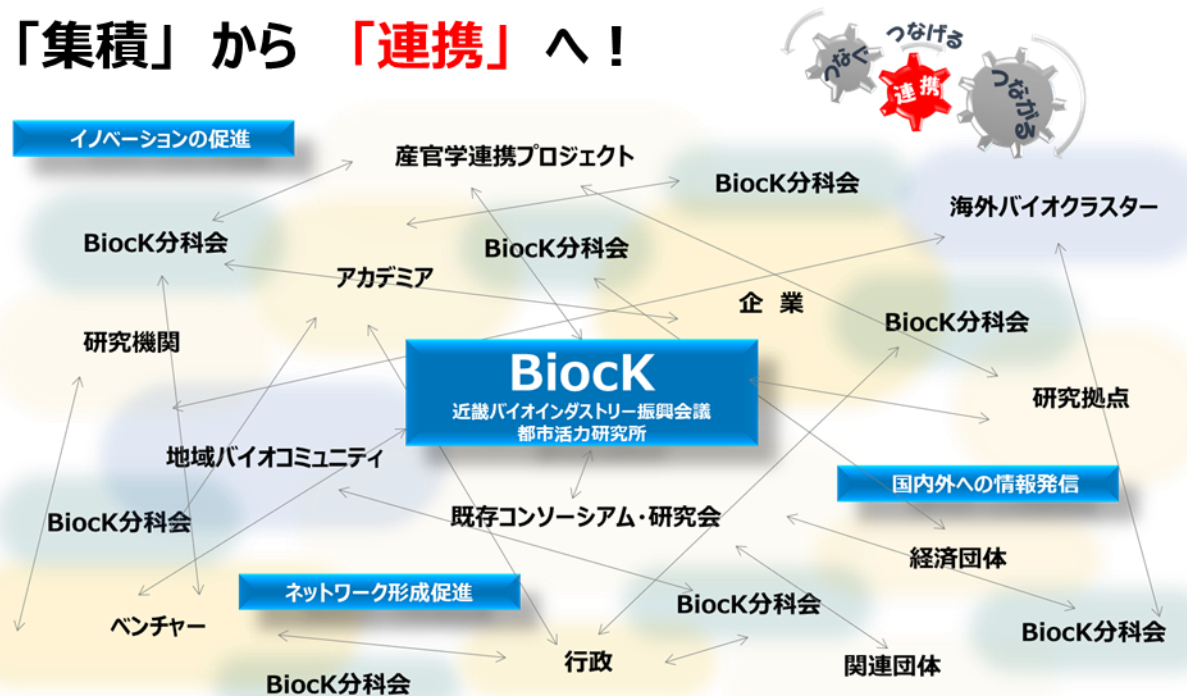 「集積」から「連携」へ！
つなぐ
つなげる
連携
つながる
イノベーションの促進
産官学連携プロジェクト
BiocK分科会
海外バイオクラスター
BiocK分科会
BiocK分科会
アカデミア
企 業
BiocK分科会
研究機関
BiocK
近畿バイオインダストリー振興会議
都市活力研究所
研究拠点
地域バイオコミュニティ
国内外への情報発信
BiocK分科会
既存コンソーシアム・研究会
経済団体
ネットワーク形成促進
BiocK分科会
ベンチャー
BiocK分科会
行政
関連団体
BiocK分科会